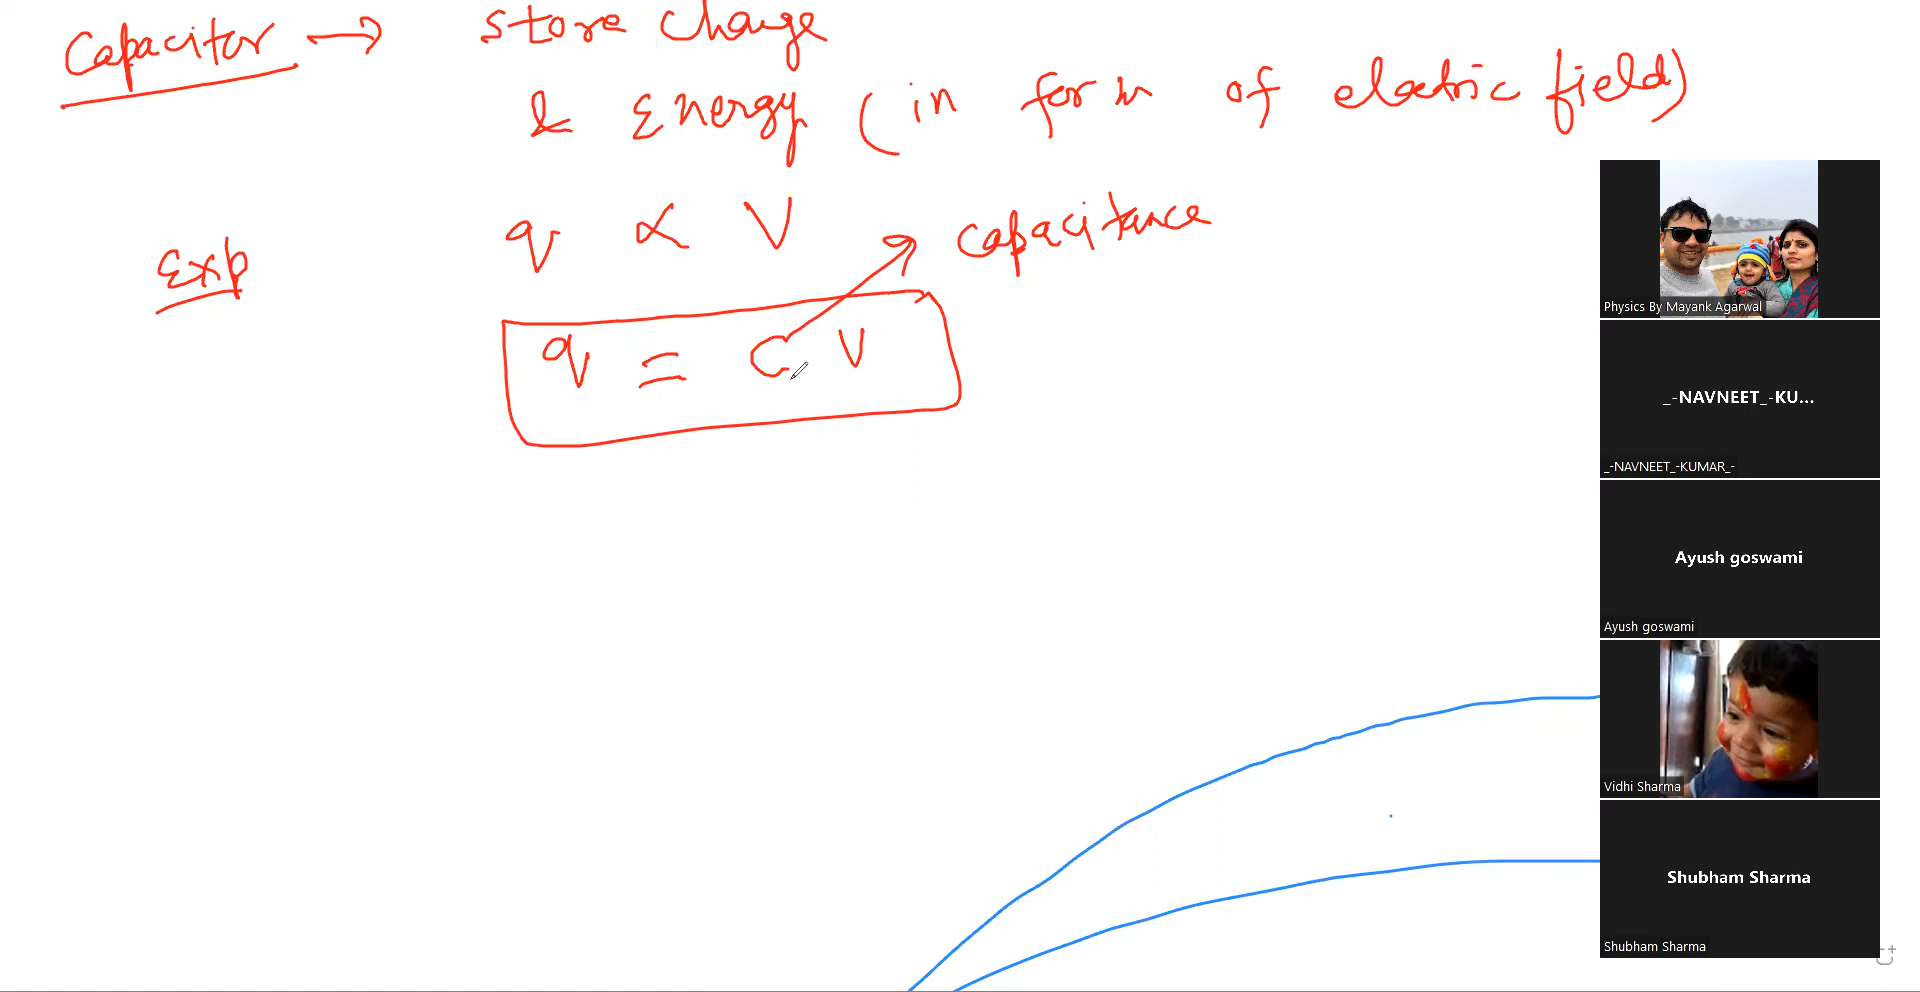 Capacitor → store charge
& Energy (in form of electric field)
Exp
q ∝ V
capacitance
q = C V
Physics By Mayank Agarwal
_-NAVNEET_-KU...
_-NAVNEET_-KUMAR_-
Ayush goswami
Ayush goswami
Vidhi Sharma
Shubham Sharma
Shubham Sharma